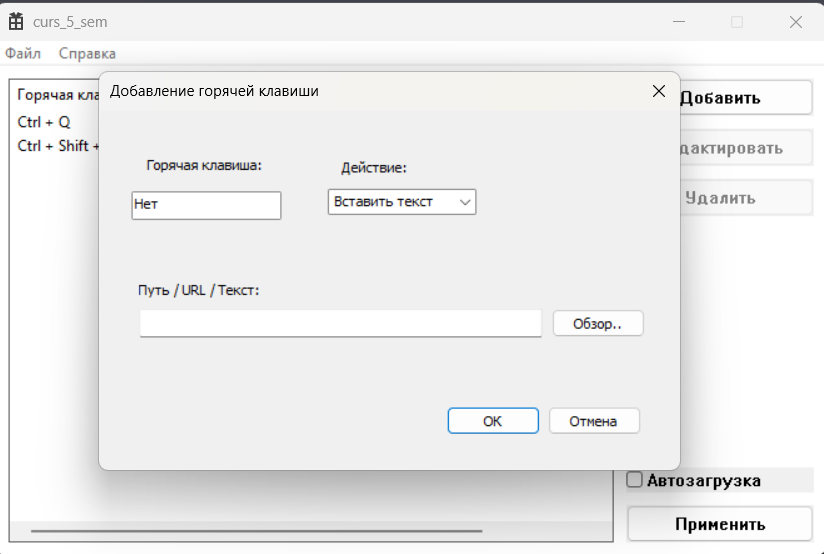 curs_5_sem
Файл Справка
Горячая кла
Ctrl + Q
Ctrl + Shift +
Добавление горячей клавиши
Горячая клавиша: Действие:
Нет Вставить текст
Путь / URL / Текст:
Обзор..
ОК Отмена
Добавить
дактировать
Удалить
Автозагрузка
Применить